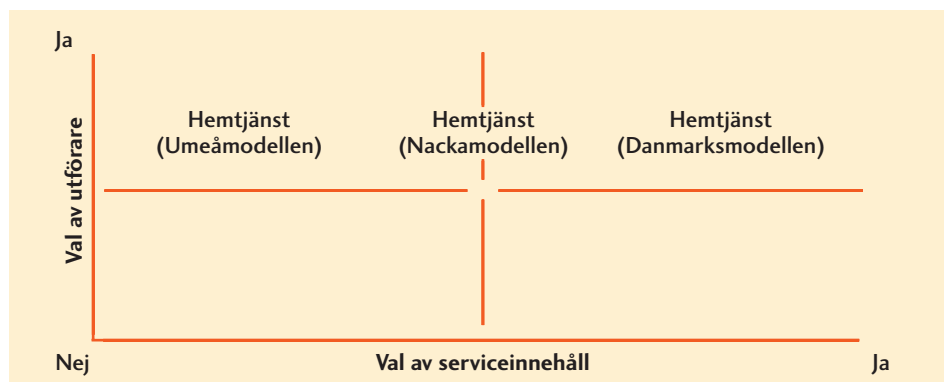 Ja
Val av utförare
Hemtjänst
(Umeåmodellen)
Hemtjänst
(Nackamodellen)
Hemtjänst
(Danmarksmodellen)
Nej
Val av serviceinnehåll
Ja